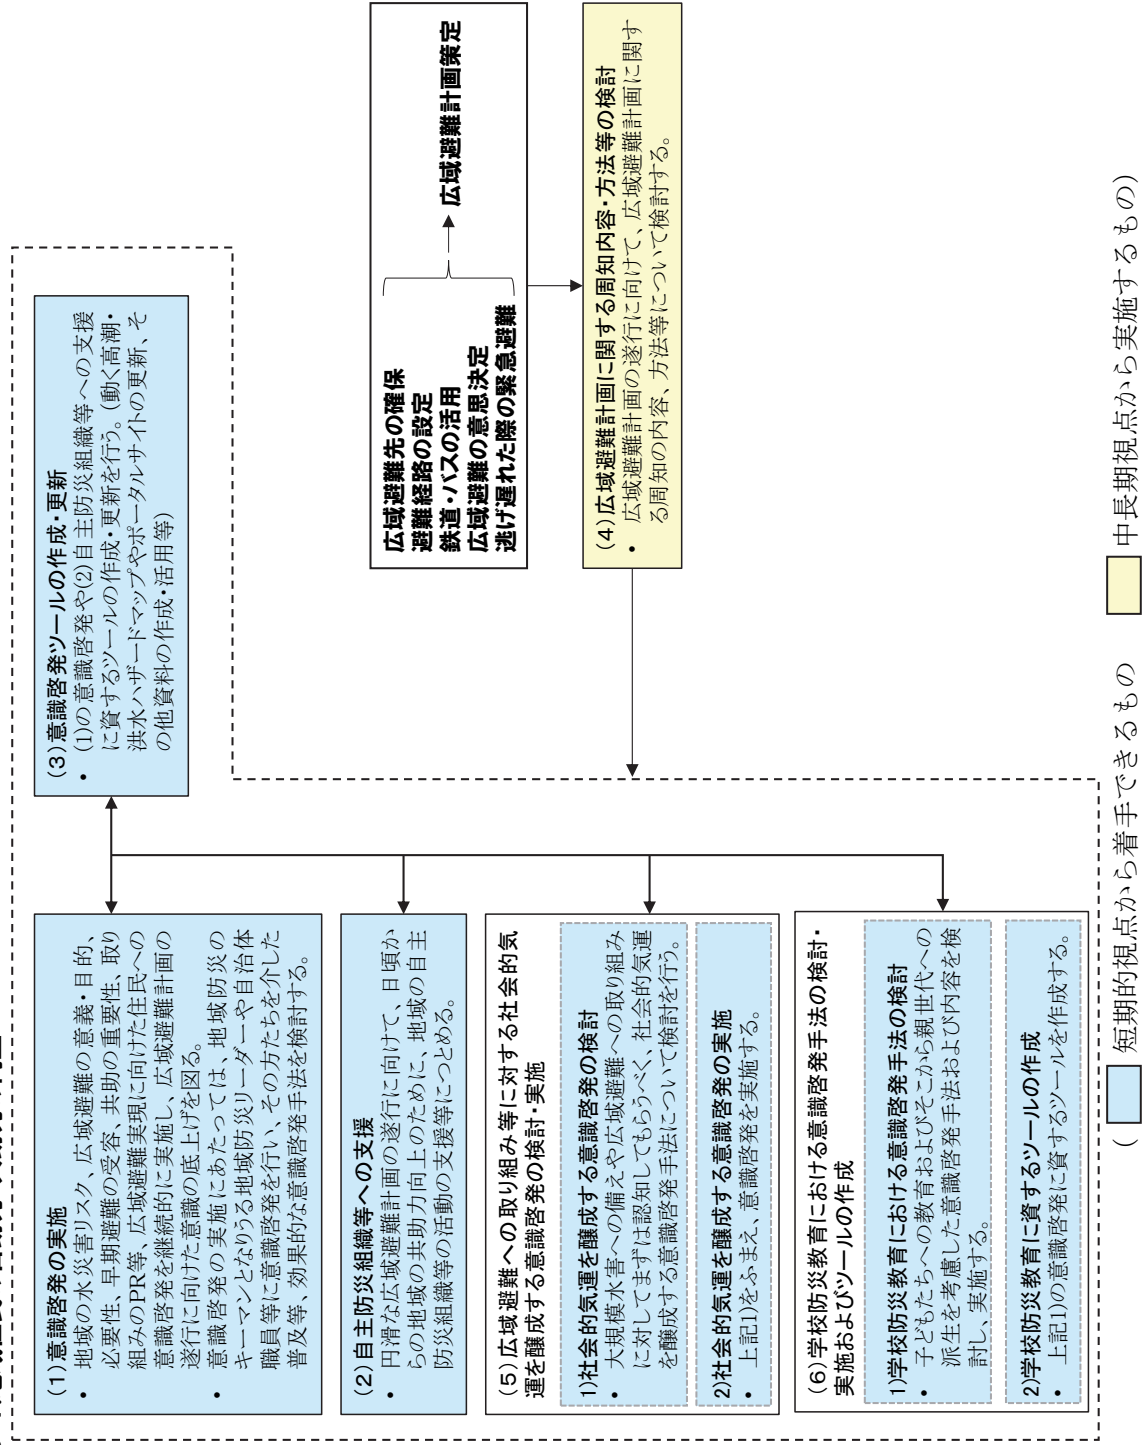 (1)意識啓発の実施
• 地域の水災害リスク、広域避難の意義・目的、
必要性、早期避難の受容、共助の重要性、取り
組みのPR等、広域避難実現に向けた住民への
意識啓発を継続的に実施し、広域避難計画の
遂行に向けた意識の底上げを図る。
• 意識啓発の実施にあたっては、地域防災の
キーマンとなりうる地域防災リーダーや自治体
職員等に意識啓発を行い、その方たちを介した
普及等、効果的な意識啓発手法を検討する。
(2)自主防災組織等への支援
• 円滑な広域避難計画の遂行に向けて、日頃か
らの地域の共助力向上のために、地域の自主
防災組織等の活動の支援等につとめる。
(5)広域避難への取り組み等に対する社会的気
運を醸成する意識啓発の検討・実施
1)社会的気運を醸成する意識啓発の検討
• 大規模水害への備えや広域避難への取り組み
に対してまずは認知してもらうべく、社会的気運
を醸成する意識啓発手法について検討を行う。
2)社会的気運を醸成する意識啓発の実施
• 上記1)をふまえ、意識啓発を実施する。
(6)学校防災教育における意識啓発手法の検討・
実施およびツールの作成
1)学校防災教育における意識啓発手法の検討
• 子どもたちへの教育およびそこから親世代への
派生を考慮した意識啓発手法および内容を検
討し、実施する。
2)学校防災教育に資するツールの作成
• 上記1)の意識啓発に資するツールを作成する。
(3)意識啓発ツールの作成・更新
• (1)の意識啓発や(2)自主防災組織等への支援
に資するツールの作成・更新を行う。(動く高潮・
洪水ハザードマップやポータルサイトの更新、そ
の他資料の作成・活用等)
広域避難先の確保
避難経路の設定
鉄道・バスの活用
広域避難の意思決定
逃げ遅れた際の緊急避難
広域避難計画策定
(4)広域避難計画に関する周知内容・方法等の検討
• 広域避難計画の遂行に向けて、広域避難計画に関す
る周知の内容、方法等について検討する。
( 短期的視点から着手できるもの 中長期視点から実施するもの)